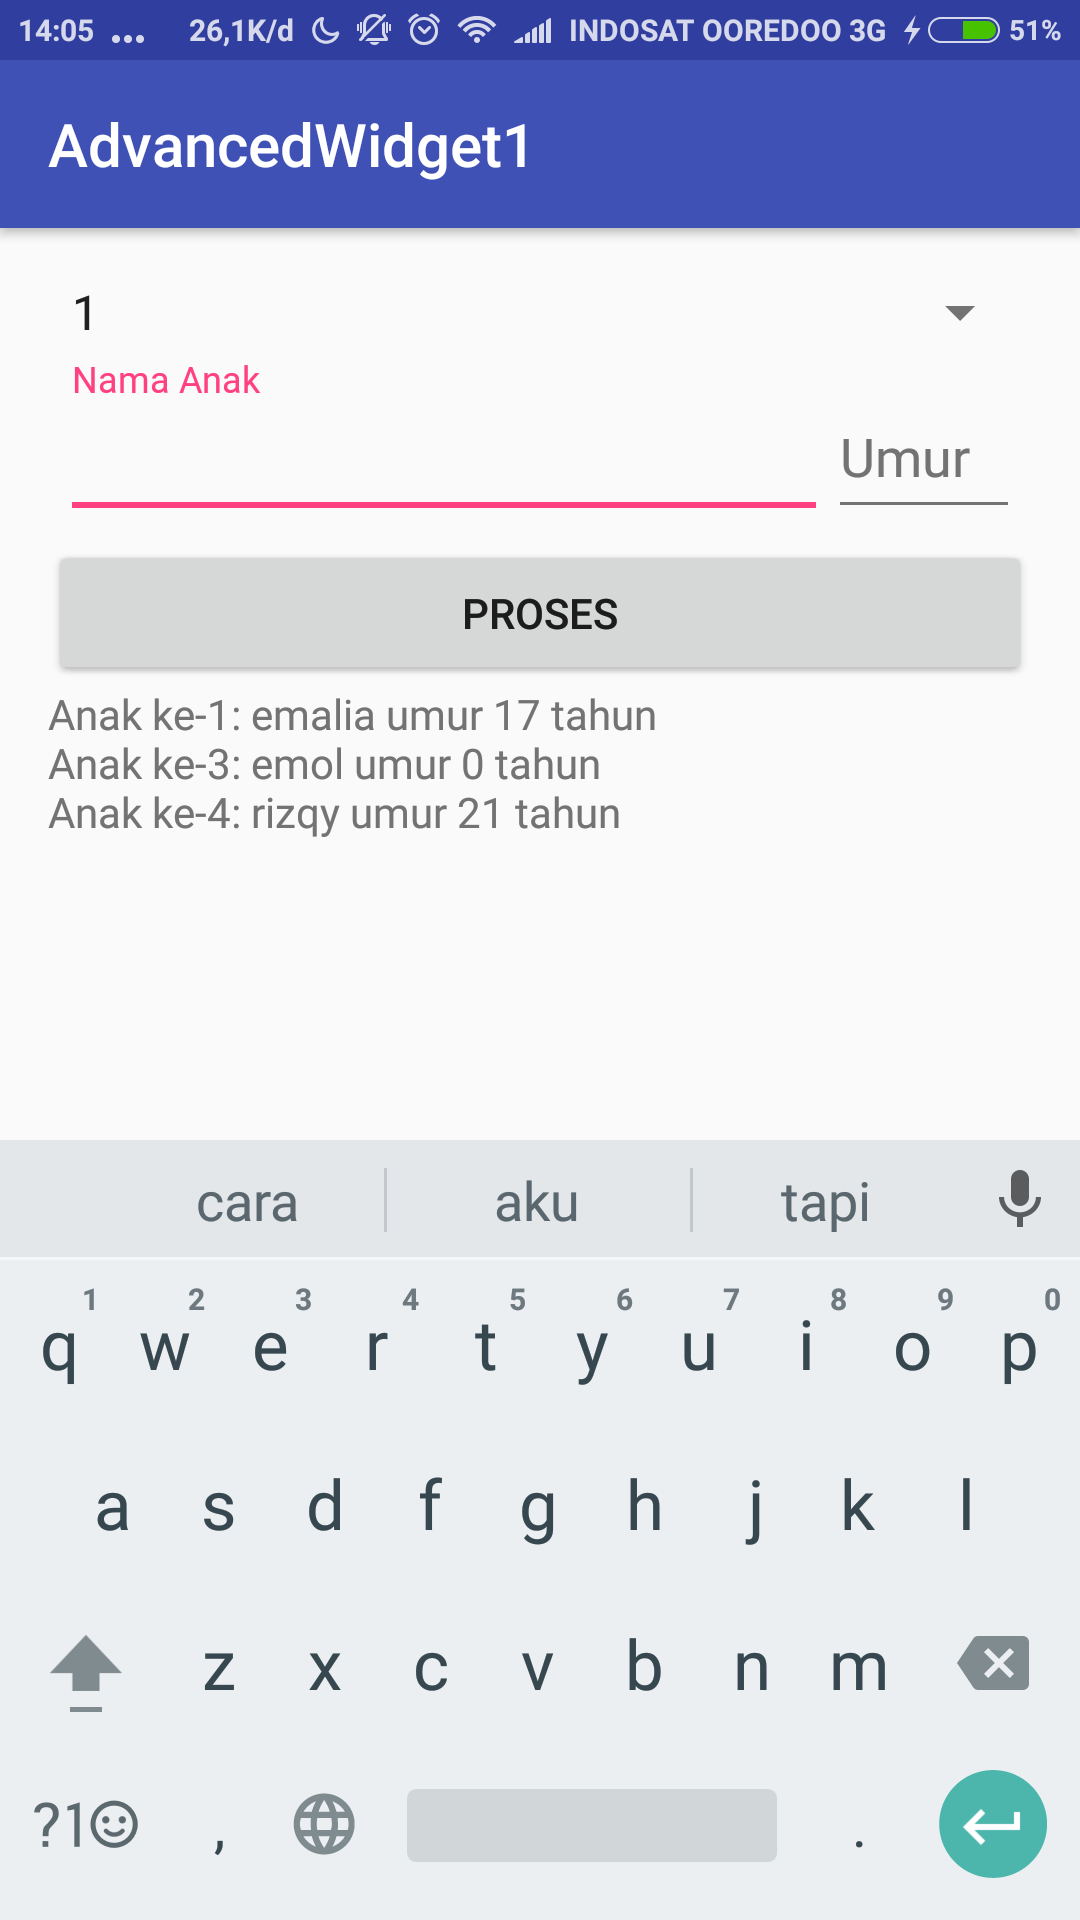 14:05 ... 26,1K/d INDOSAT OOREDOO 3G 51%
AdvancedWidget1
1
Nama Anak
Umur
PROSES
Anak ke-1: emalia umur 17 tahun
Anak ke-3: emol umur 0 tahun
Anak ke-4: rizqy umur 21 tahun
cara aku tapi
1 2 3 4 5 6 7 8 9 0
q w e r t y u i o p
a s d f g h j k l
z x c v b n m
?1☺ , .